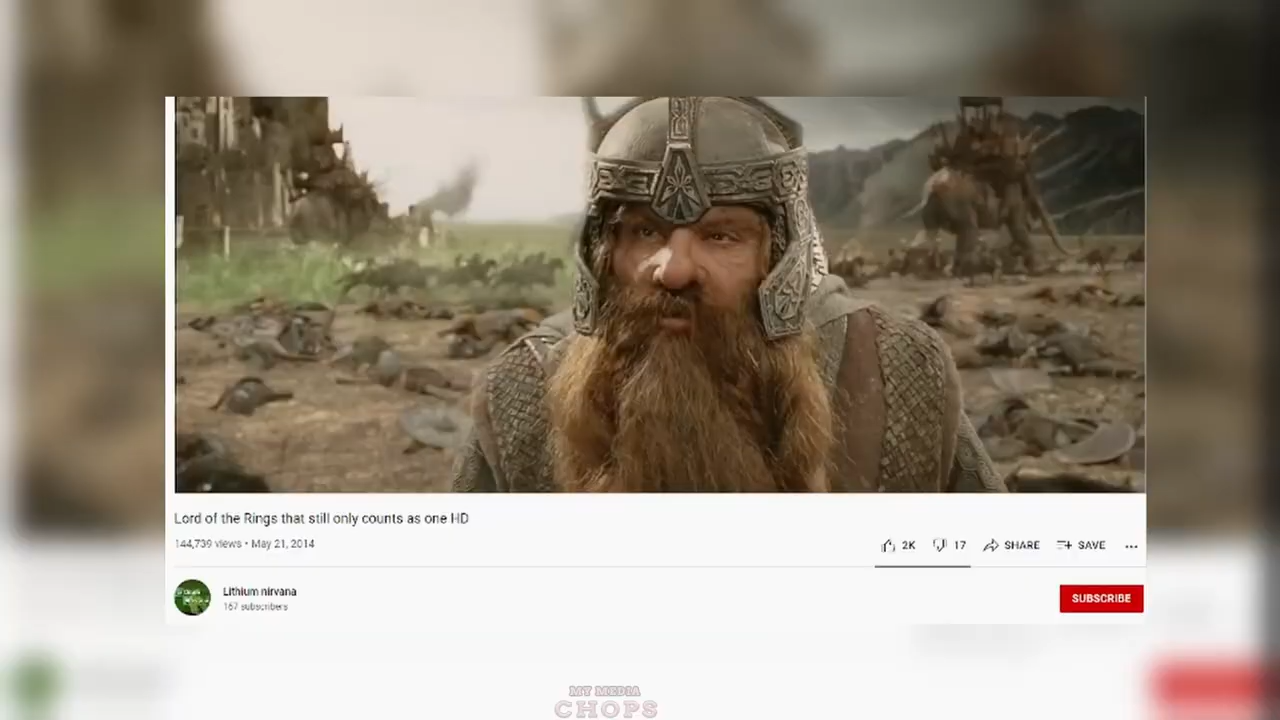 Lord of the Rings that still only counts as one HD
144,739 views • May 21, 2014
2K 17 SHARE SAVE
Lithium nirvana
167 subscribers
SUBSCRIBE
MY MEDIA
CHOPS